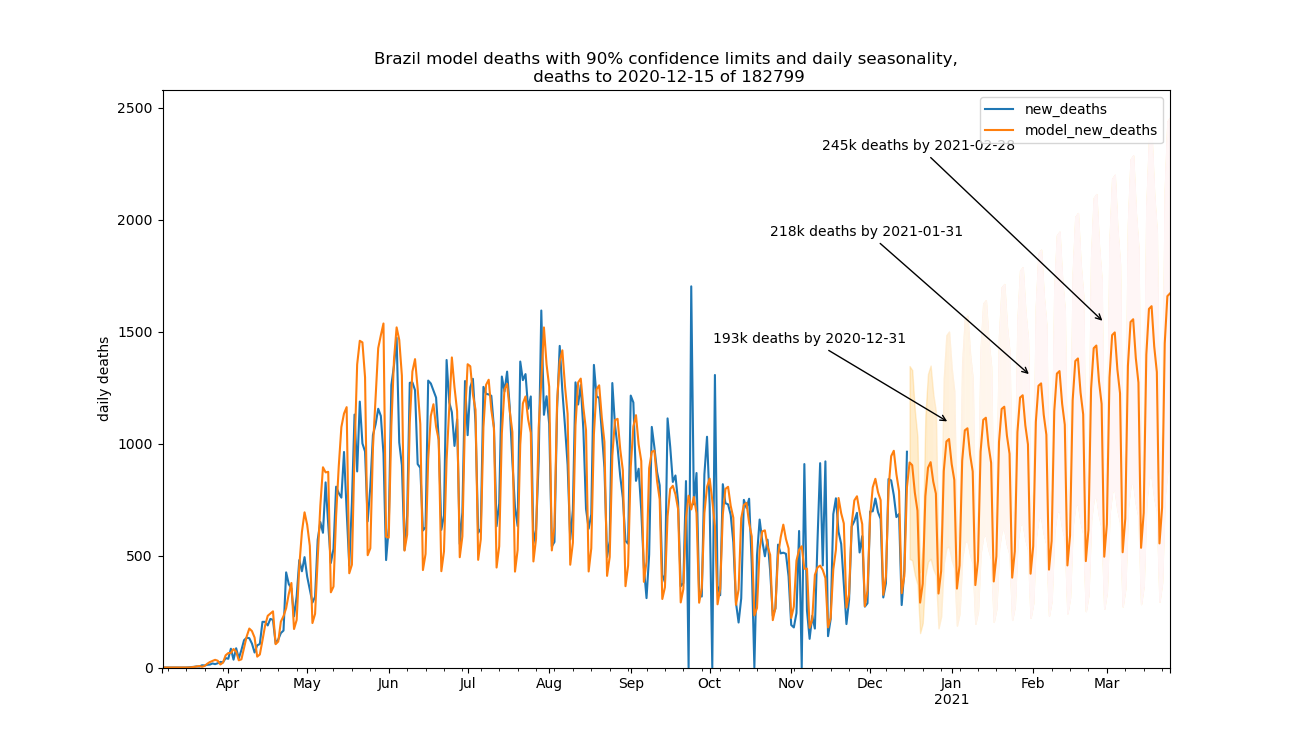 Brazil model deaths with 90% confidence limits and daily seasonality,
deaths to 2020-12-15 of 182799
2500
2000
1500
1000
500
0
daily deaths
new_deaths
model_new_deaths
245k deaths by 2021-02-28
218k deaths by 2021-01-31
193k deaths by 2020-12-31
Apr May Jun Jul Aug Sep Oct Nov Dec Jan Feb Mar
2021